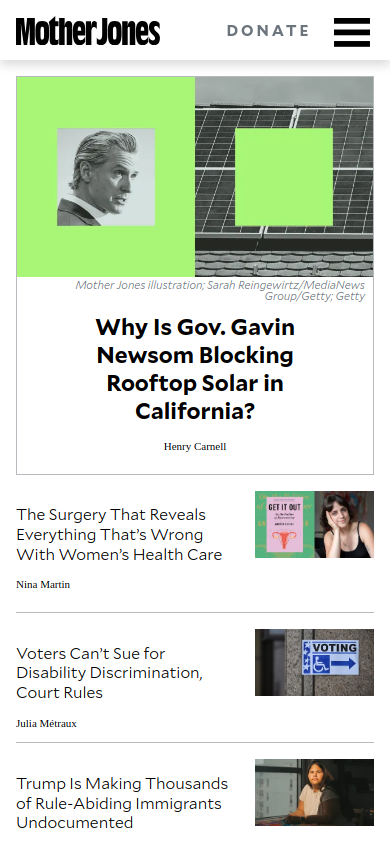 Mother Jones
DONATE
Mother Jones illustration; Sarah Reingewirtz/MediaNews
Group/Getty; Getty
Why Is Gov. Gavin
Newsom Blocking
Rooftop Solar in
California?
Henry Carnell
The Surgery That Reveals
Everything That's Wrong
With Women's Health Care
Nina Martin
GET IT OUT
Voters Can't Sue for
Disability Discrimination,
Court Rules
Julia Métraux
VOTING
Trump Is Making Thousands
of Rule-Abiding Immigrants
Undocumented